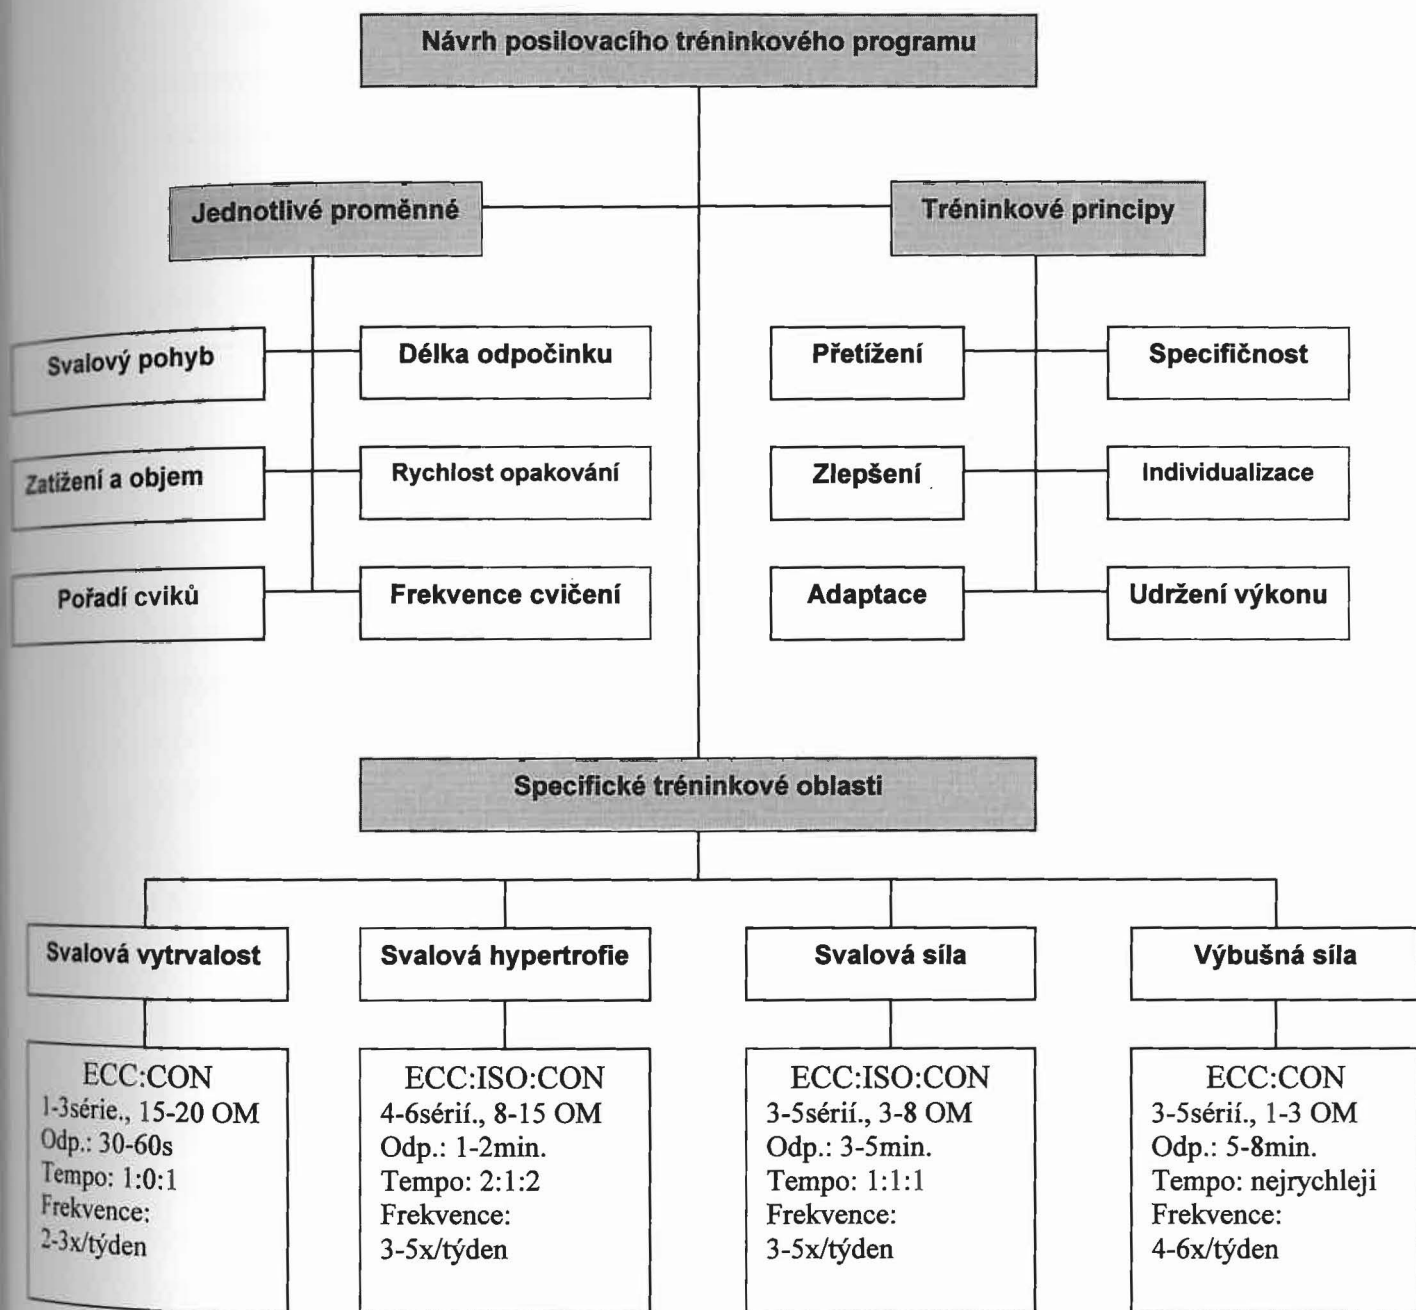 Návrh posilovacího tréninkového programu
Jednotlivé proměnné
Tréninkové principy
Svalový pohyb
Délka odpočinku
Přetížení
Specifičnost
Zatížení a objem
Rychlost opakování
Zlepšení
Individualizace
Pořadí cviků
Frekvence cvičení
Adaptace
Udržení výkonu
Specifické tréninkové oblasti
Svalová vytrvalost
Svalová hypertrofie
Svalová síla
Výbušná síla
ECC:CON
1-3série., 15-20 OM
Odp.: 30-60s
Tempo: 1:0:1
Frekvence:
2-3x/týden
ECC:ISO:CON
4-6sérií., 8-15 OM
Odp.: 1-2min.
Tempo: 2:1:2
Frekvence:
3-5x/týden
ECC:ISO:CON
3-5sérií., 3-8 OM
Odp.: 3-5min.
Tempo: 1:1:1
Frekvence:
3-5x/týden
ECC:CON
3-5sérií., 1-3 OM
Odp.: 5-8min.
Tempo: nejrychleji
Frekvence:
4-6x/týden